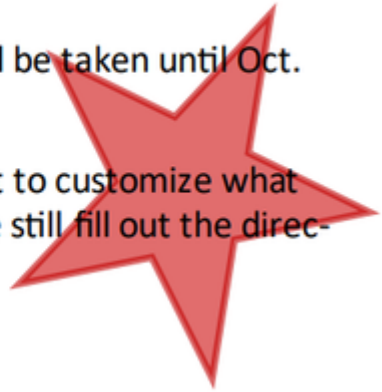 be taken until Oct.
to customize what
still fill out the direc-